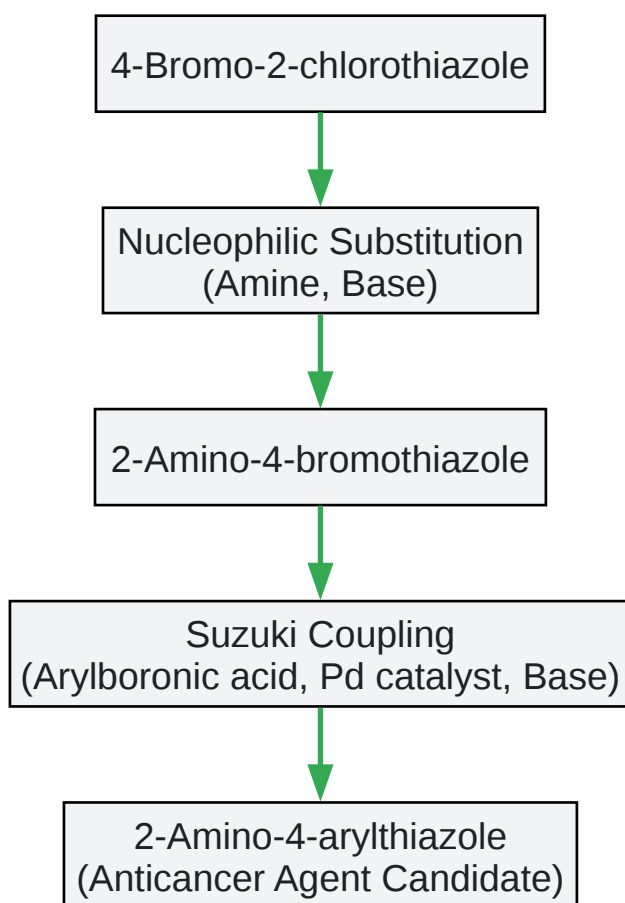 4-Bromo-2-chlorothiazole
Nucleophilic Substitution
(Amine, Base)
2-Amino-4-bromothiazole
Suzuki Coupling
(Arylboronic acid, Pd catalyst, Base)
2-Amino-4-arylthiazole
(Anticancer Agent Candidate)